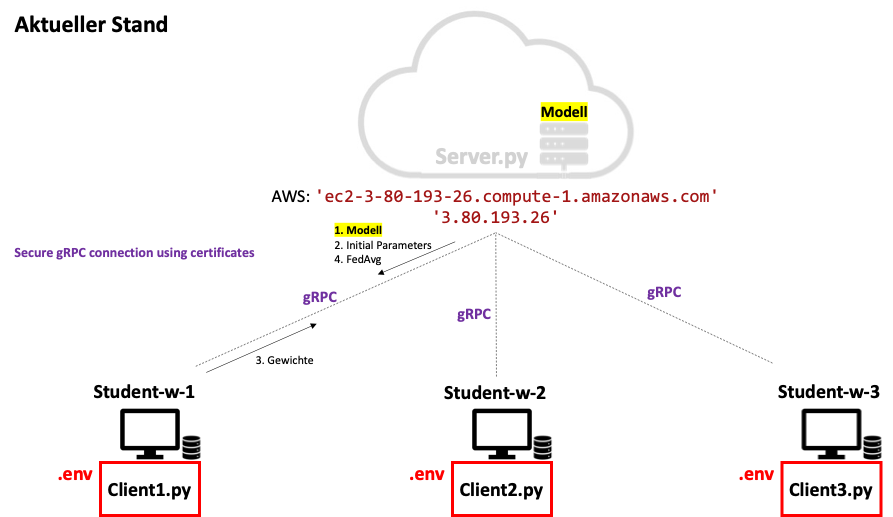 Aktueller Stand
Modell
Server.py
AWS: 'ec2-3-80-193-26.compute-1.amazonaws.com'
'3.80.193.26'
1. Modell
2. Initial Parameters
4. FedAvg
Secure gRPC connection using certificates
gRPC
gRPC
gRPC
3. Gewichte
Student-w-1
Student-w-2
Student-w-3
.env
Client1.py
.env
Client2.py
.env
Client3.py